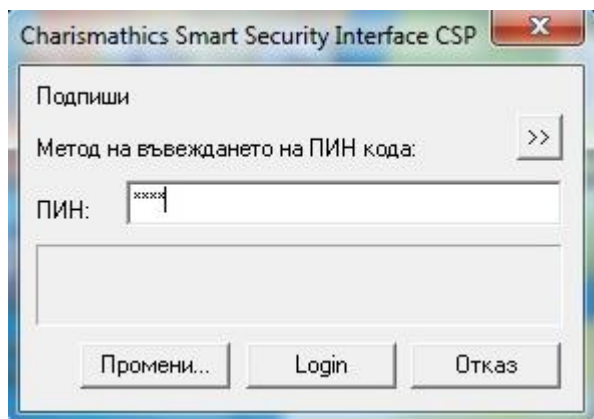 Charismathics Smart Security Interface CSP
Подпиши
Метод на въвеждането на ПИН кода:
>>
ПИН: ****
Промени... Login Отказ